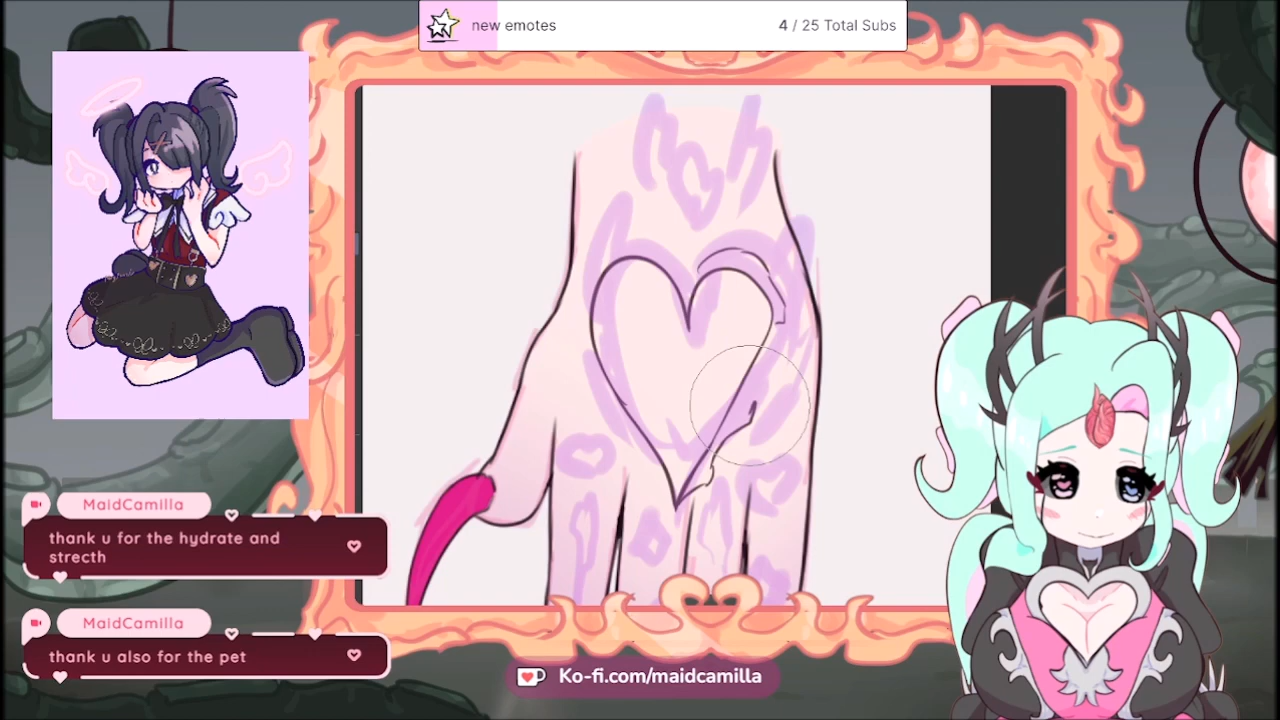 new emotes
4 / 25 Total Subs
MaidCamilla
thank u for the hydrate and
strecth
MaidCamilla
thank u also for the pet
Ko-fi.com/maidcamilla